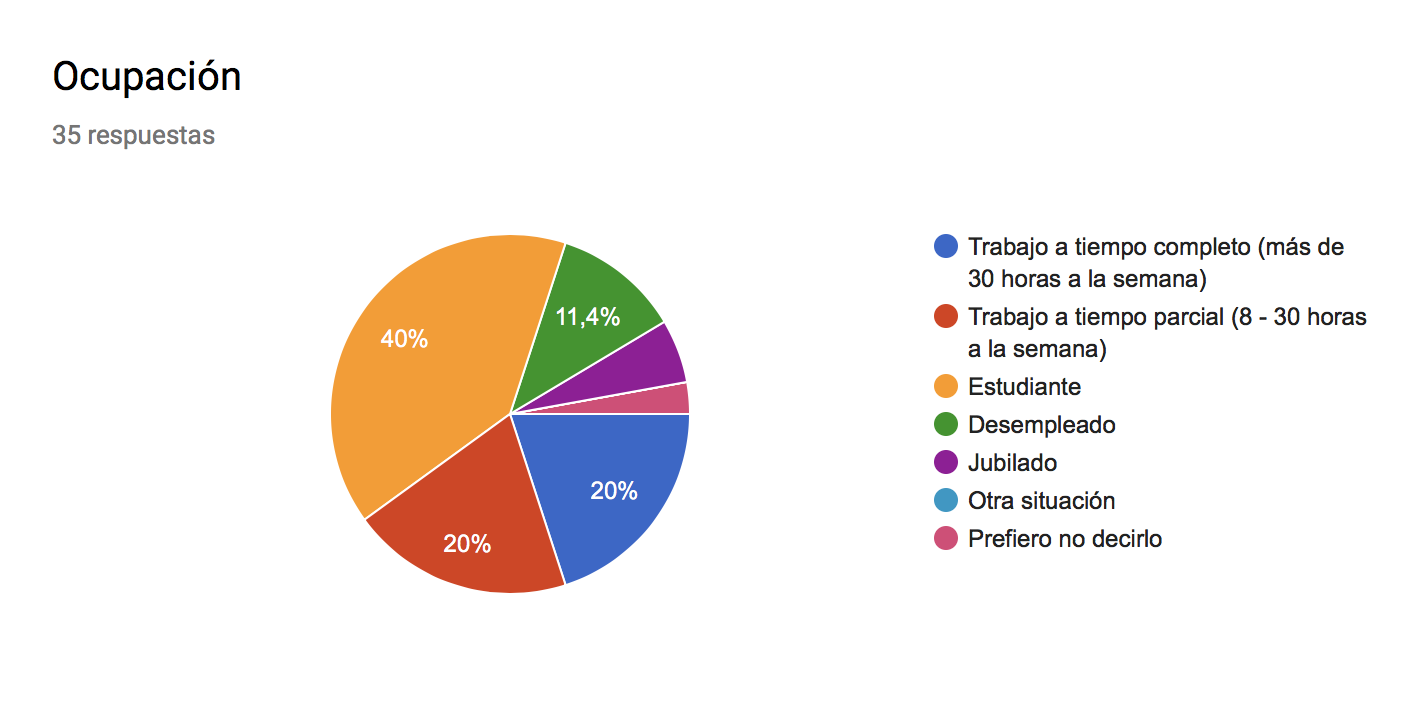 Ocupación
35 respuestas
40%
11,4%
20%
20%
Trabajo a tiempo completo (más de
30 horas a la semana)
Trabajo a tiempo parcial (8 - 30 horas
a la semana)
Estudiante
Desempleado
Jubilado
Otra situación
Prefiero no decirlo